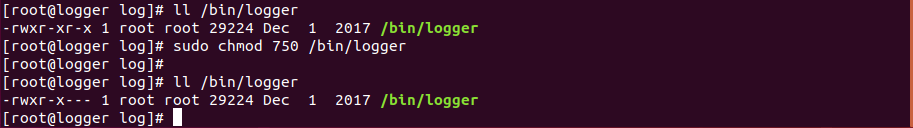 [root@logger log]# ll /bin/logger
-rwxr-xr-x 1 root root 29224 Dec  1  2017 /bin/logger
[root@logger log]# sudo chmod 750 /bin/logger
[root@logger log]#
[root@logger log]# ll /bin/logger
-rwxr-x--- 1 root root 29224 Dec  1  2017 /bin/logger
[root@logger log]#